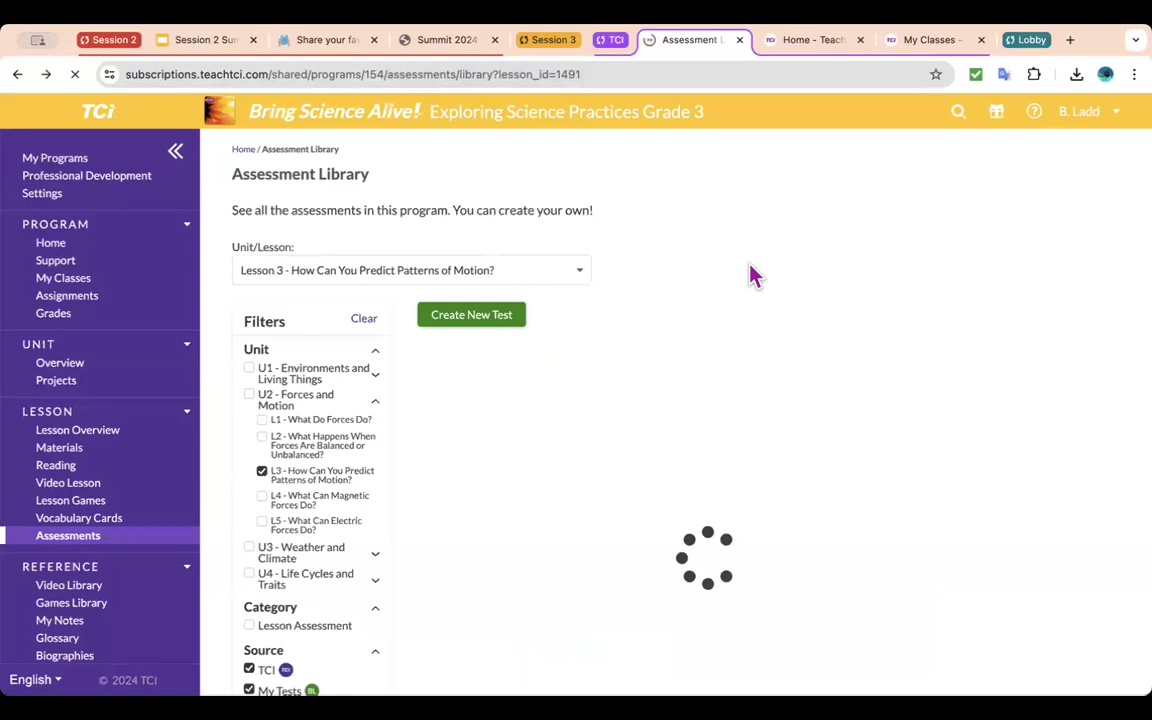 Session 2
Session 2 Sum
Share your fav
Summit 2024
Session 3
TCI
Assessment L
Home - Teach
My Classes -
Lobby
subscriptions.teachtci.com/shared/programs/154/assessments/library?lesson_id=1491
TCi
Bring Science Alive!- Exploring Science Practices Grade 3
B. Ladd
My Programs
Professional Development
Settings
PROGRAM
Home
Support
My Classes
Assignments
Grades
UNIT
Overview
Projects
LESSON
Lesson Overview
Materials
Reading
Video Lesson
Lesson Games
Vocabulary Cards
Assessments
REFERENCE
Video Library
Games Library
My Notes
Glossary
Biographies
English
© 2024 TCI
Home / Assessment Library
Assessment Library
See all the assessments in this program. You can create your own!
Unit/Lesson:
Lesson 3 - How Can You Predict Patterns of Motion?
Filters
Clear
Create New Test
Unit
U1 - Environments and
Living Things
U2 - Forces and
Motion
L1 - What Do Forces Do?
L2 - What Happens When
Forces Are Balanced or
Unbalanced?
L3 - How Can You Predict
Patterns of Motion?
L4 - What Can Magnetic
Forces Do?
L5 - What Can Electric
Forces Do?
U3 - Weather and
Climate
U4 - Life Cycles and
Traits
Category
Lesson Assessment
Source
TCI TCI
My Tests BL